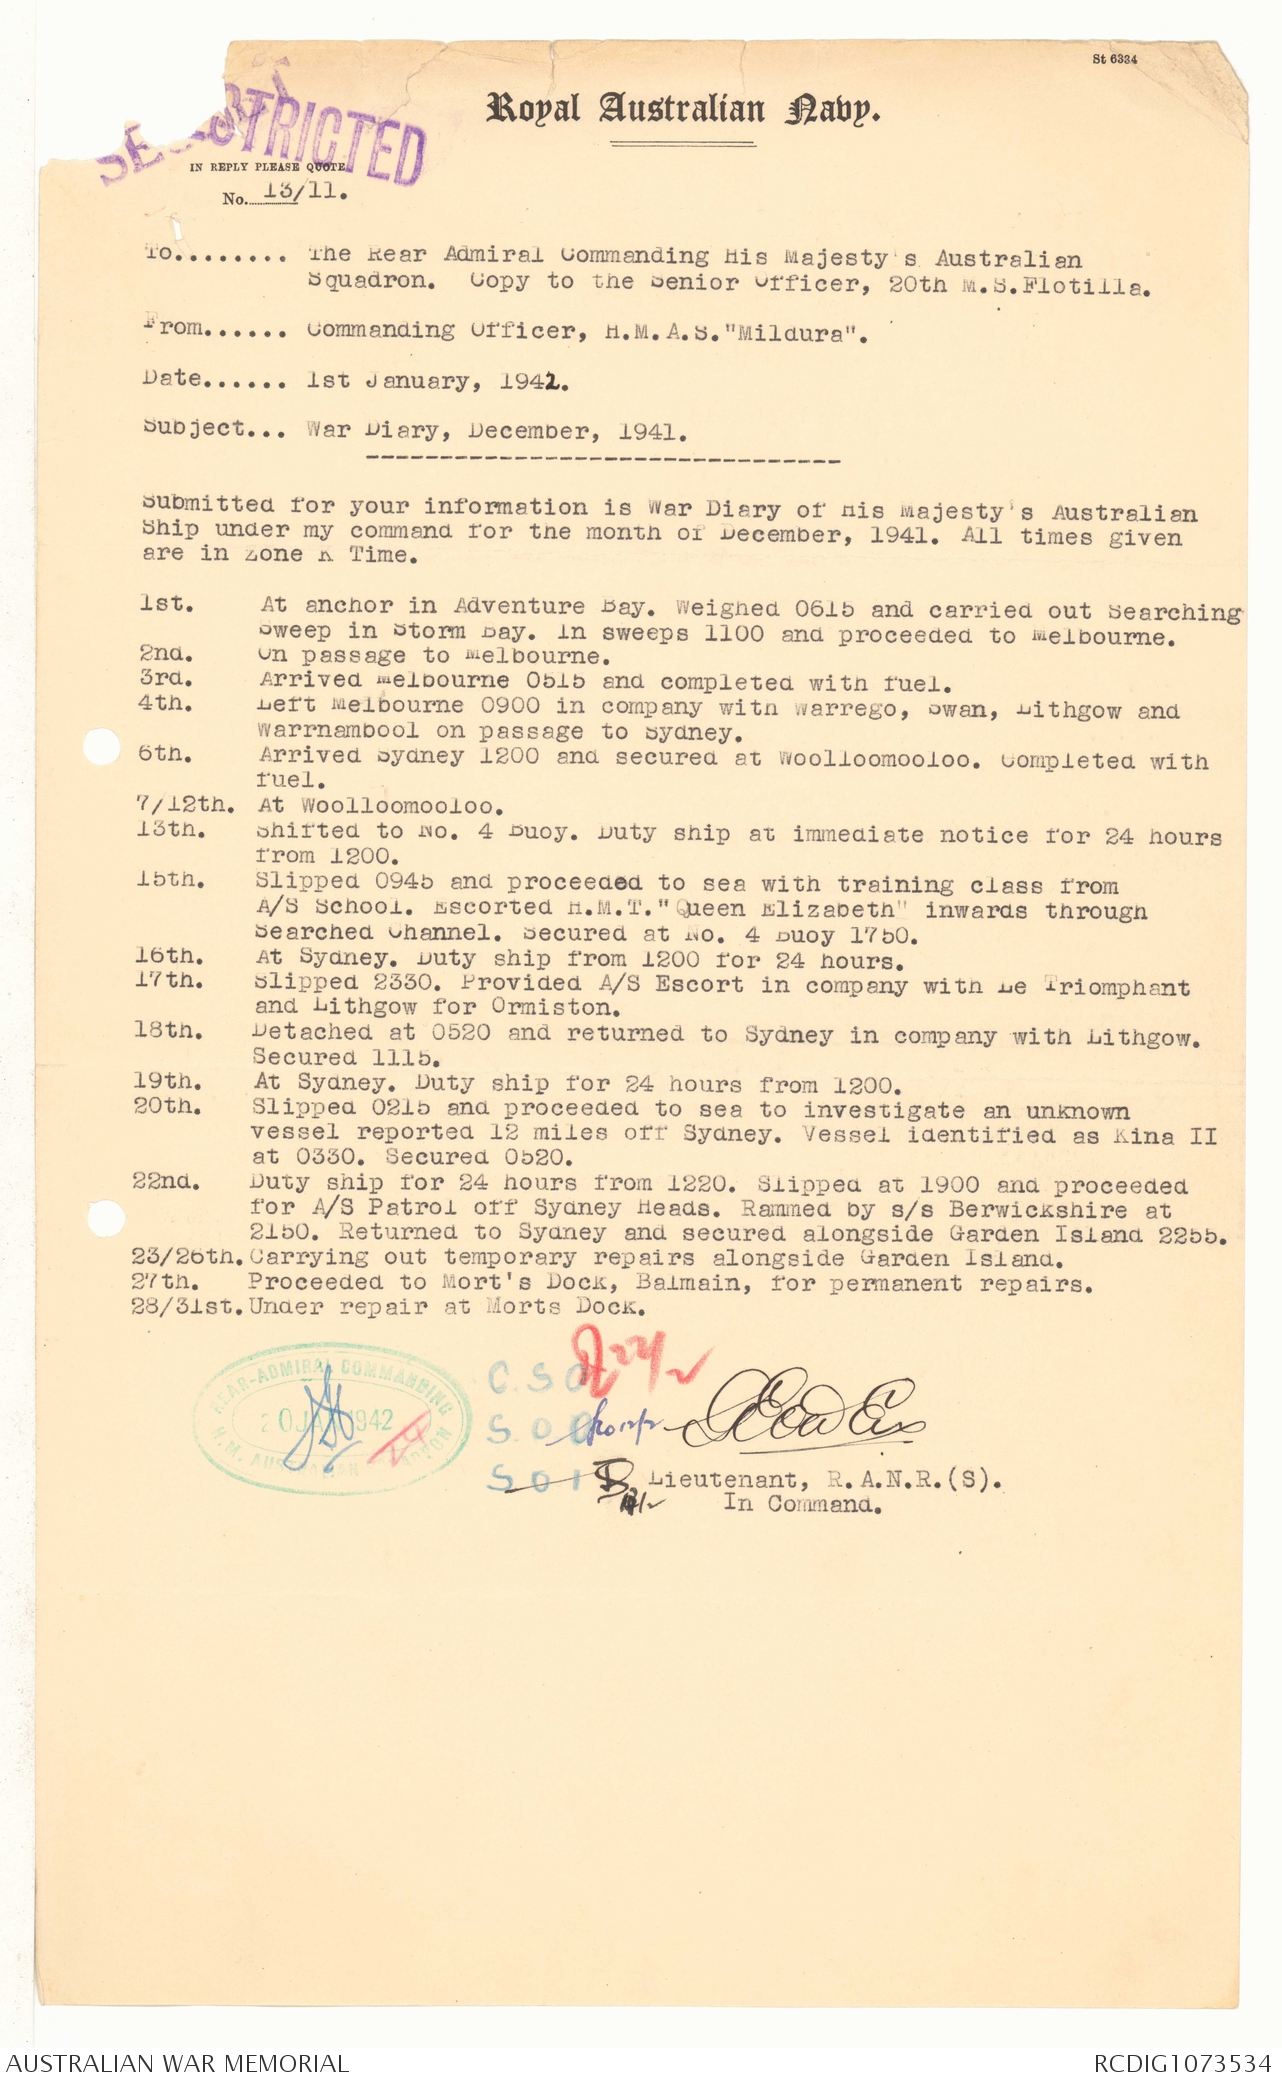 St 6334
Royal Australian Navy.
RESTRICTED
IN REPLY PLEASE QUOTE
No. 13/11.
To........ The Rear Admiral Commanding His Majesty's Australian
Squadron. Copy to the Senior Officer, 20th M.S.Flotilla.
From...... Commanding Officer, H.M.A.S."Mildura".
Date...... 1st January, 1942.
Subject... War Diary, December, 1941.
--------------------------------
Submitted for your information is War Diary of His Majesty's Australian
Ship under my command for the month of December, 1941. All times given
are in Zone K Time.
1st. At anchor in Adventure Bay. Weighed 0615 and carried out Searching
Sweep in Storm Bay. In sweeps 1100 and proceeded to Melbourne.
2nd. On passage to Melbourne.
3rd. Arrived Melbourne 0515 and completed with fuel.
4th. Left Melbourne 0900 in company with Warrego, Swan, Lithgow and
Warrnambool on passage to Sydney.
6th. Arrived Sydney 1200 and secured at Woolloomooloo. Completed with
fuel.
7/12th. At Woolloomooloo.
13th. Shifted to No. 4 Buoy. Duty ship at immediate notice for 24 hours
from 1200.
15th. Slipped 0945 and proceeded to sea with training class from
A/S School. Escorted H.M.T."Queen Elizabeth" inwards through
Searched Channel. Secured at No. 4 Buoy 1750.
16th. At Sydney. Duty ship from 1200 for 24 hours.
17th. Slipped 2330. Provided A/S Escort in company with Le Triomphant
and Lithgow for Ormiston.
18th. Detached at 0520 and returned to Sydney in company with Lithgow.
Secured 1115.
19th. At Sydney. Duty ship for 24 hours from 1200.
20th. Slipped 0215 and proceeded to sea to investigate an unknown
vessel reported 12 miles off Sydney. Vessel identified as Kina II
at 0330. Secured 0520.
22nd. Duty ship for 24 hours from 1220. Slipped at 1900 and proceeded
for A/S Patrol off Sydney Heads. Rammed by s/s Berwickshire at
2150. Returned to Sydney and secured alongside Garden Island 2255.
23/26th. Carrying out temporary repairs alongside Garden Island.
27th. Proceeded to Mort's Dock, Balmain, for permanent repairs.
28/31st. Under repair at Morts Dock.
REAR-ADMIRAL COMMANDING
20 JAN 1942
H.M. AUSTRALIAN SQUADRON
C.S.O
S.O.O
S O I
Lieutenant, R.A.N.R.(S).
In Command.
AUSTRALIAN WAR MEMORIAL
RCDIG1073534